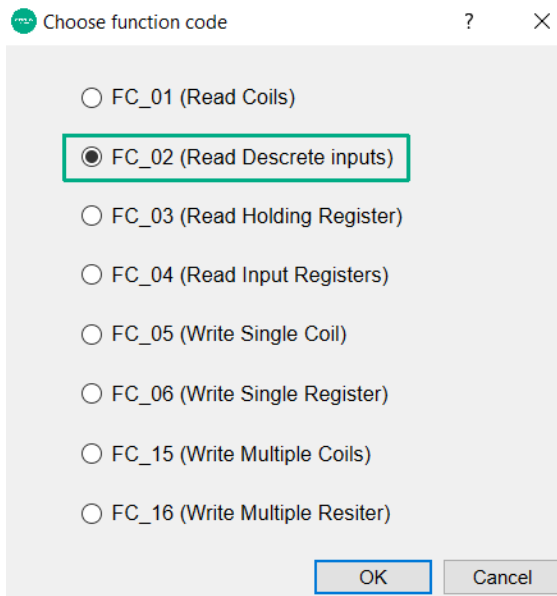 Choose function code ?
FC_01 (Read Coils)
FC_02 (Read Descrete inputs)
FC_03 (Read Holding Register)
FC_04 (Read Input Registers)
FC_05 (Write Single Coil)
FC_06 (Write Single Register)
FC_15 (Write Multiple Coils)
FC_16 (Write Multiple Resiter)
OK Cancel